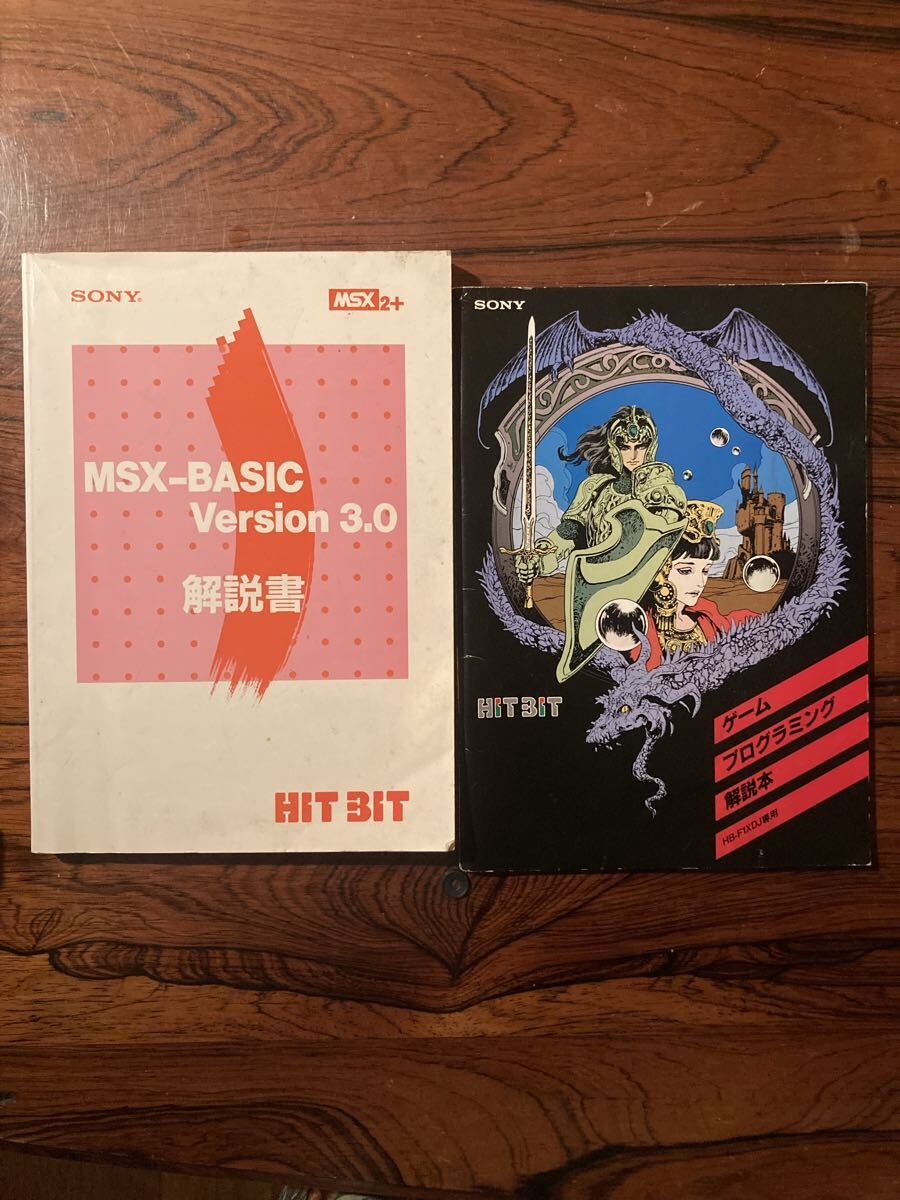 SONY®
MSX2+
MSX-BASIC
Version 3.0
解説書
HIT BIT
SONY
HIT BIT
ゲーム
プログラミング
解説本
HB-F1XDJ専用